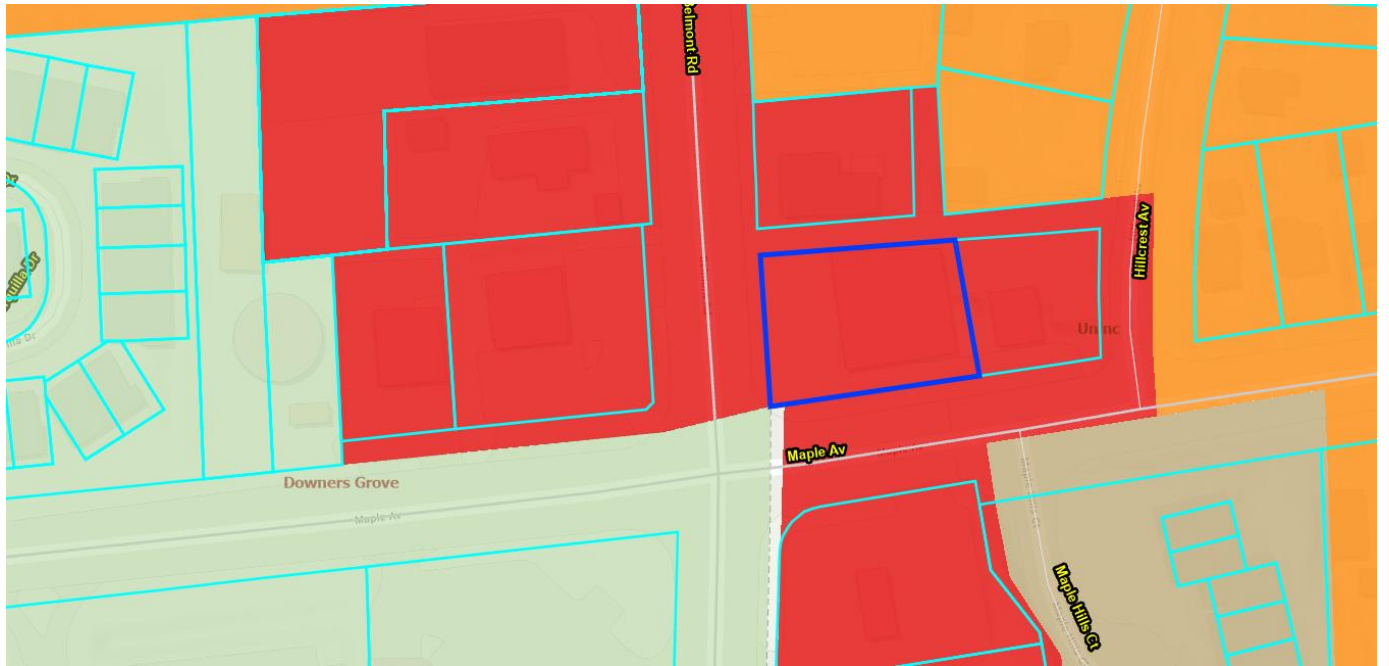 Belmont Rd
Hillcrest Av
Uninc
Maple Av
Downers Grove
Maple Av
Maple Hills Ct